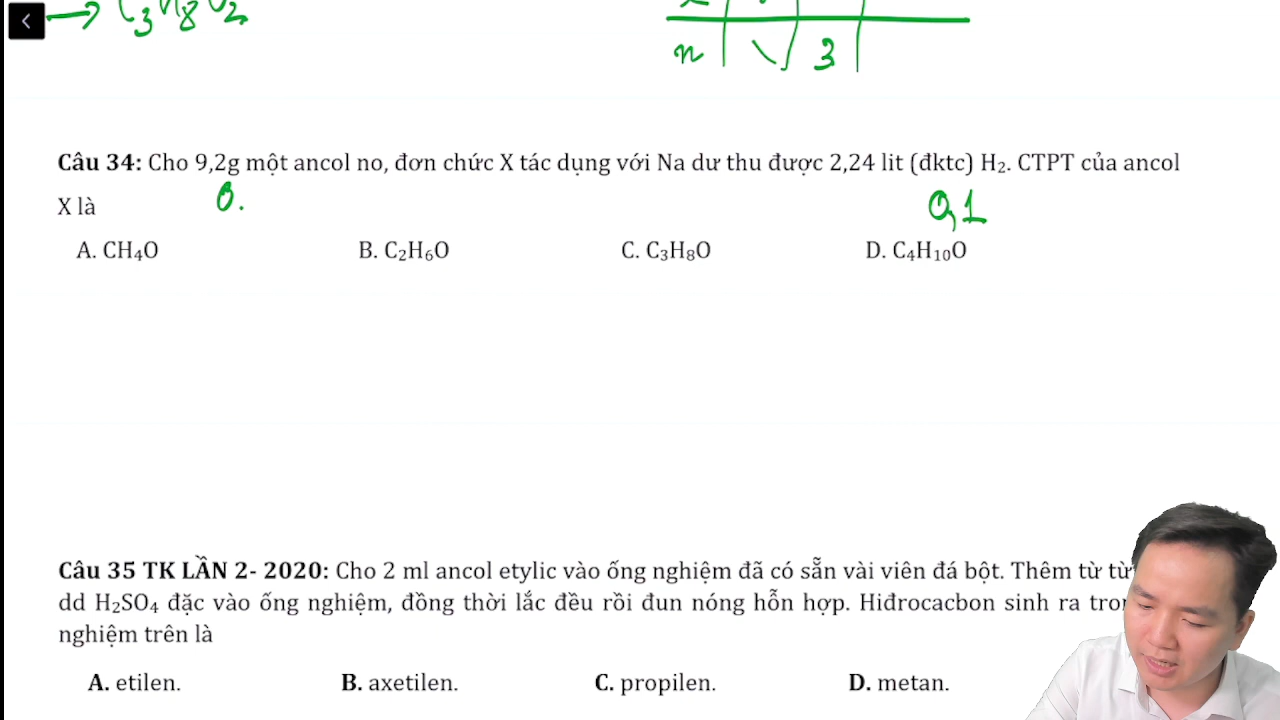 → C₃H₈O₂
n 3
Câu 34: Cho 9,2g một ancol no, đơn chức X tác dụng với Na dư thu được 2,24 lit (đktc) H₂. CTPT của ancol
X là
0. 0,1
A. CH₄O B. C₂H₆O C. C₃H₈O D. C₄H₁₀O
Câu 35 TK LẦN 2- 2020: Cho 2 ml ancol etylic vào ống nghiệm đã có sẵn vài viên đá bột. Thêm từ từ
dd H₂SO₄ đặc vào ống nghiệm, đồng thời lắc đều rồi đun nóng hỗn hợp. Hiđrocacbon sinh ra
nghiệm trên là
A. etilen. B. axetilen. C. propilen. D. metan.